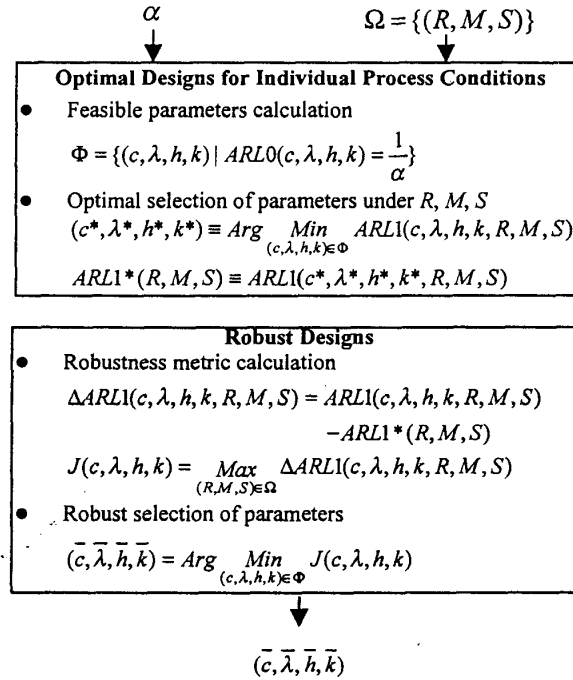 α Ω = {(R, M, S)}
Optimal Designs for Individual Process Conditions
● Feasible parameters calculation
Φ = {(c, λ, h, k) | ARL0(c, λ, h, k) = 1/α}
● Optimal selection of parameters under R, M, S
(c*, λ*, h*, k*) ≡ Arg Min ARL1(c, λ, h, k, R, M, S)
(c,λ,h,k)∈Φ
ARL1*(R, M, S) ≡ ARL1(c*, λ*, h*, k*, R, M, S)
Robust Designs
● Robustness metric calculation
ΔARL1(c, λ, h, k, R, M, S) = ARL1(c, λ, h, k, R, M, S)
−ARL1*(R, M, S)
J(c, λ, h, k) = Max ΔARL1(c, λ, h, k, R, M, S)
(R,M,S)∈Ω
● Robust selection of parameters
(c̄, λ̄, h̄, k̄) = Arg Min J(c, λ, h, k)
(c,λ,h,k)∈Φ
(c̄, λ̄, h̄, k̄)